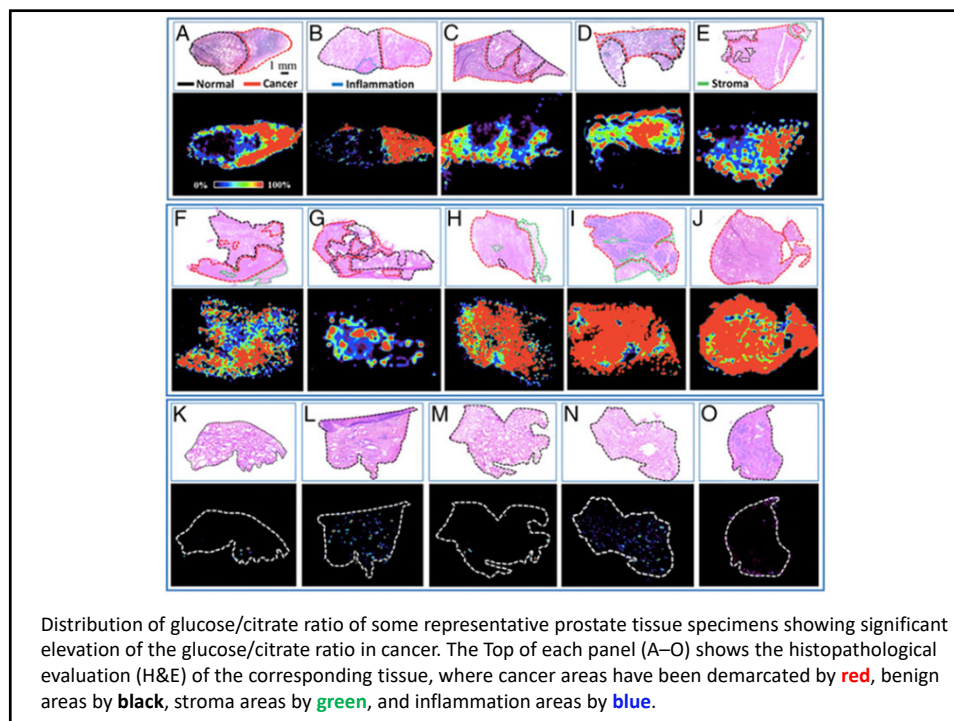 A B C D E
1 mm
Normal Cancer Inflammation Stroma
0% 100%
F G H I J
K L M N O
Distribution of glucose/citrate ratio of some representative prostate tissue specimens showing significant
elevation of the glucose/citrate ratio in cancer. The Top of each panel (A–O) shows the histopathological
evaluation (H&E) of the corresponding tissue, where cancer areas have been demarcated by red, benign
areas by black, stroma areas by green, and inflammation areas by blue.